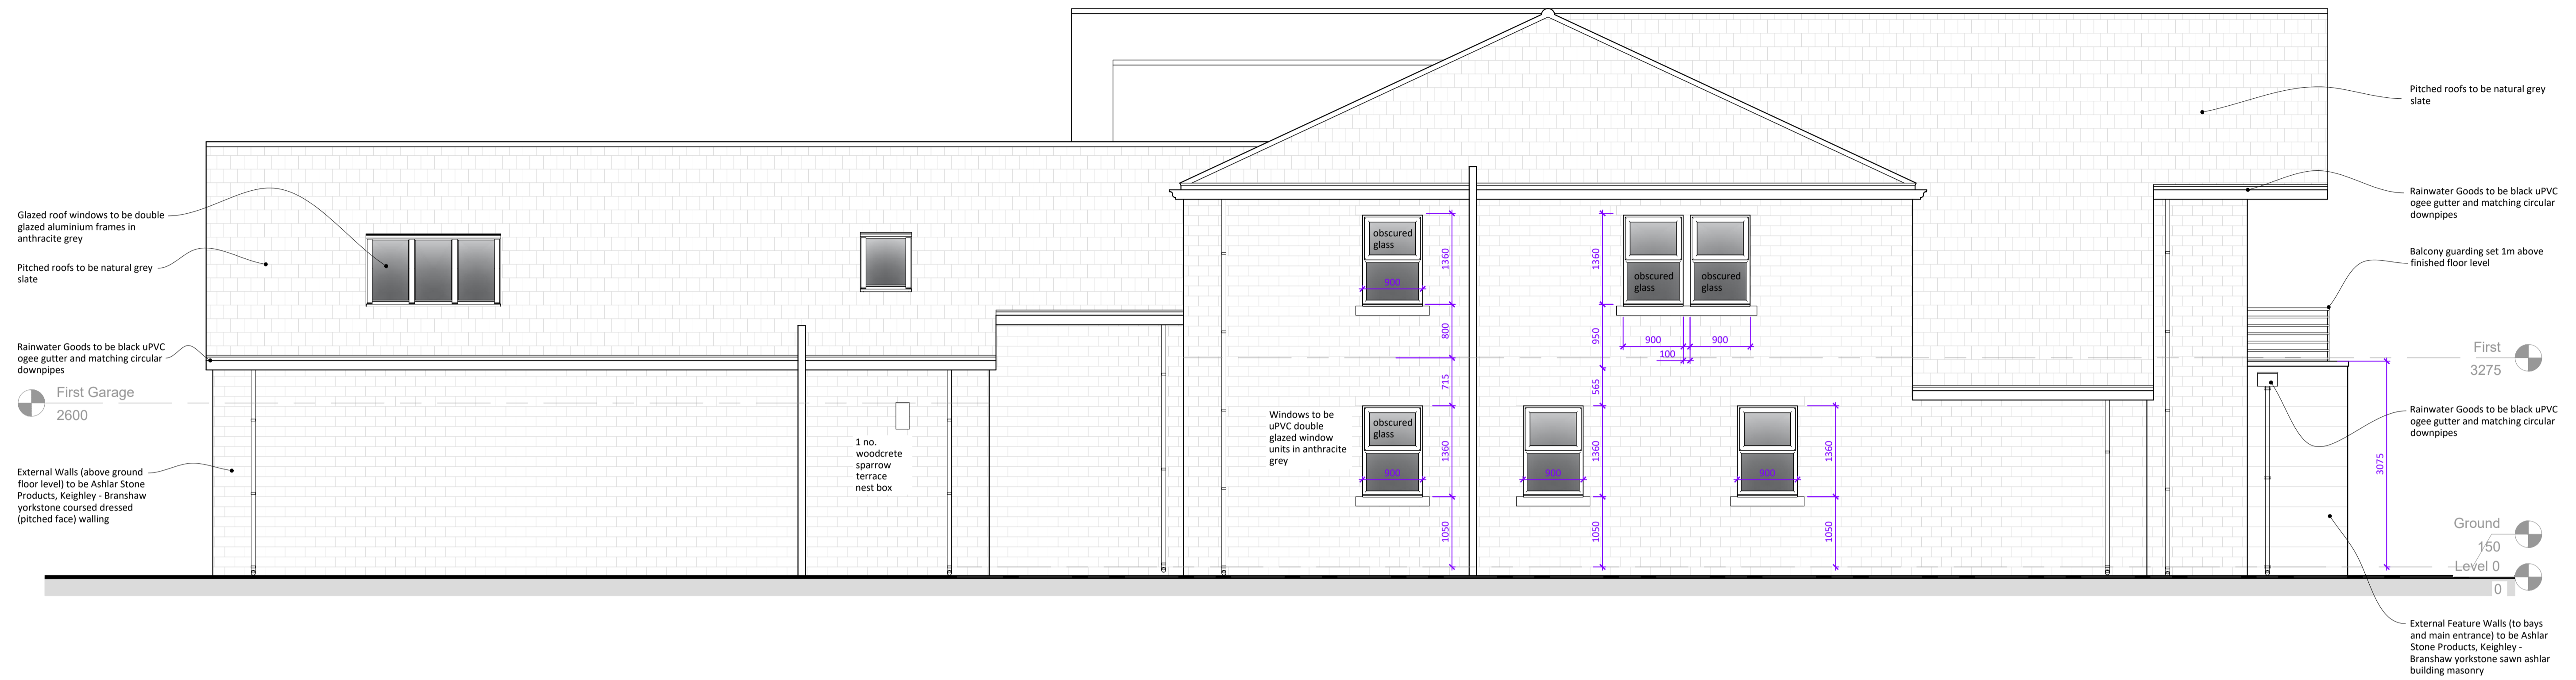 Glazed roof windows to be double
glazed aluminium frames in
anthracite grey
Pitched roofs to be natural grey
slate
Rainwater Goods to be black uPVC
ogee gutter and matching circular
downpipes
First Garage
2600
External Walls (above ground
floor level) to be Ashlar Stone
Products, Keighley - Branshaw
yorkstone coursed dressed
(pitched face) walling
1 no.
woodcrete
sparrow
terrace
nest box
Windows to be
uPVC double
glazed window
units in anthracite
grey
obscured
glass
900
1360
800
715
obscured
glass
900
1360
1050
1360
950
565
1360
1050
obscured
glass
obscured
glass
900
900
100
900
900
1360
1050
Pitched roofs to be natural grey
slate
Rainwater Goods to be black uPVC
ogee gutter and matching circular
downpipes
Balcony guarding set 1m above
finished floor level
First
3275
Rainwater Goods to be black uPVC
ogee gutter and matching circular
downpipes
3075
Ground
150
Level 0
0
External Feature Walls (to bays
and main entrance) to be Ashlar
Stone Products, Keighley -
Branshaw yorkstone sawn ashlar
building masonry